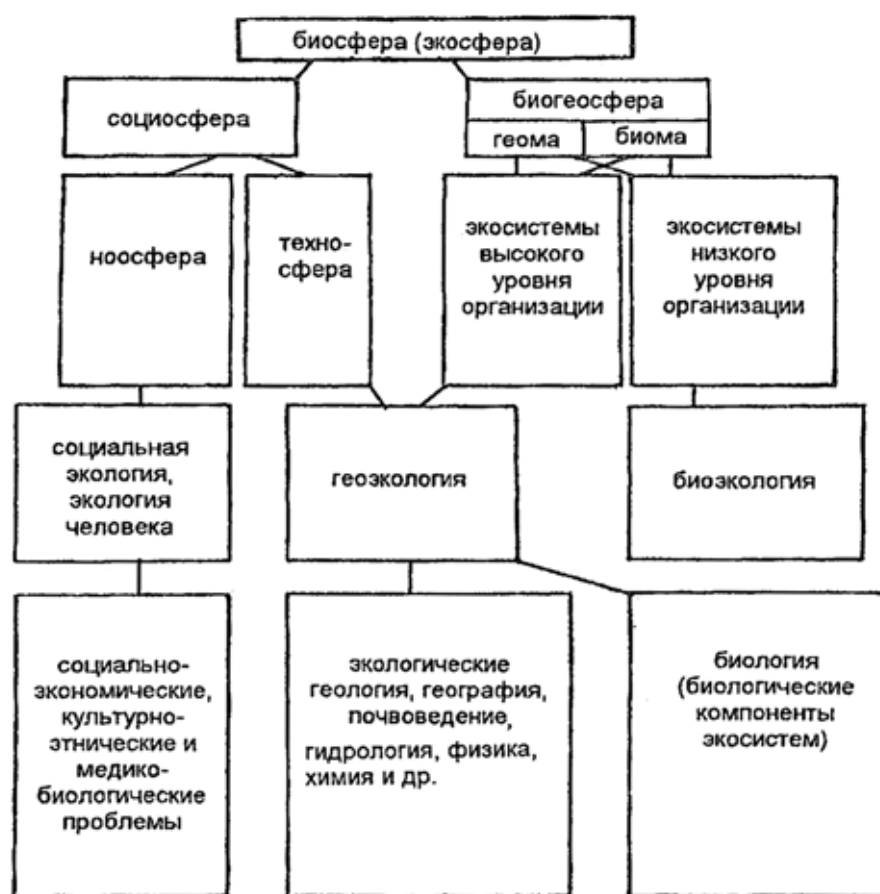 биосфера (экосфера)
социосфера
биогеосфера
геома
биома
ноосфера
техно-
сфера
экосистемы
высокого
уровня
организации
экосистемы
низкого
уровня
организации
социальная
экология,
экология
человека
геоэкология
биоэкология
социально-
экономические,
культурно-
этнические и
медико-
биологические
проблемы
экологические
геология, география,
почвоведение,
гидрология, физика,
химия и др.
биология
(биологические
компоненты
экосистем)